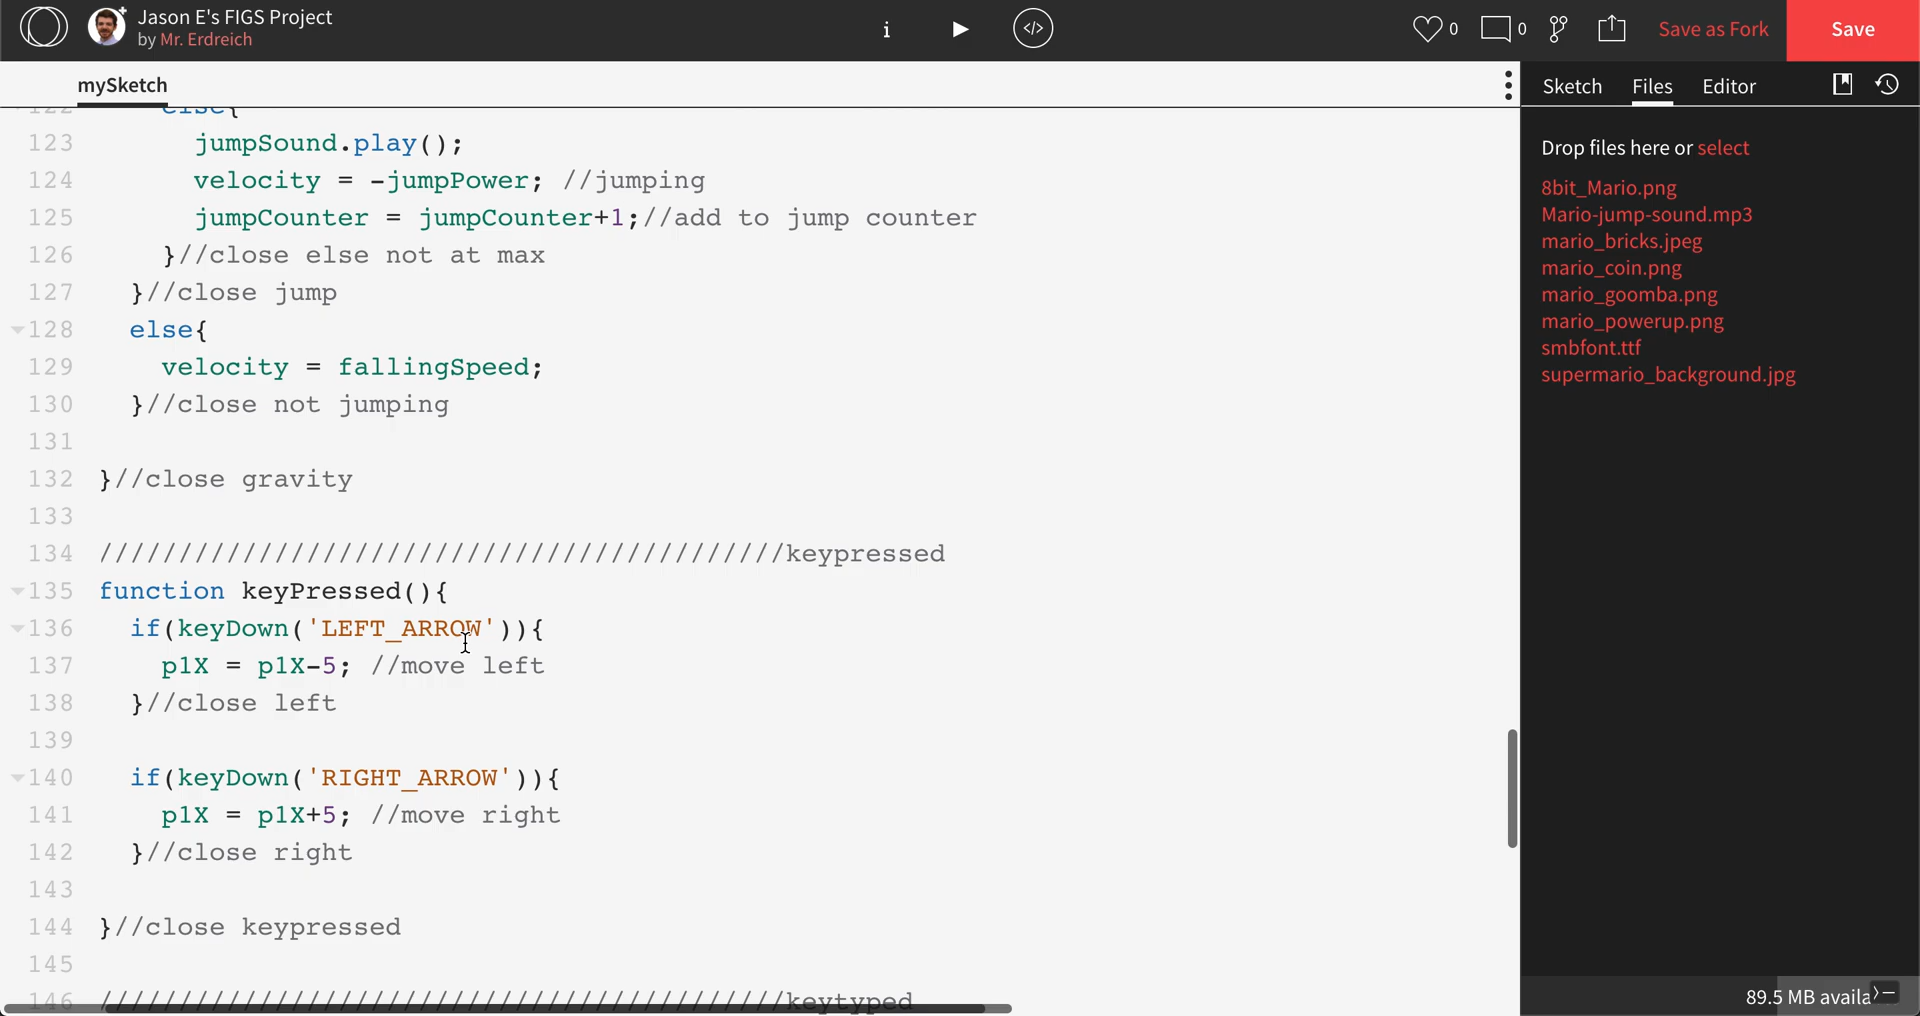 Jason E's FIGS Project
by Mr. Erdreich
i
</>
0
0
Save as Fork
Save
mySketch
Sketch
Files
Editor
122 else{
123 jumpSound.play();
124 velocity = -jumpPower; //jumping
125 jumpCounter = jumpCounter+1;//add to jump counter
126 }//close else not at max
127 }//close jump
128 else{
129 velocity = fallingSpeed;
130 }//close not jumping
131
132 }//close gravity
133
134 ///////////////////////////////////////////keypressed
135 function keyPressed(){
136 if(keyDown('LEFT_ARROW')){
137 p1X = p1X-5; //move left
138 }//close left
139
140 if(keyDown('RIGHT_ARROW')){
141 p1X = p1X+5; //move right
142 }//close right
143
144 }//close keypressed
145
146 ///////////////////////////////////////////keytyped
Drop files here or select
8bit_Mario.png
Mario-jump-sound.mp3
mario_bricks.jpeg
mario_coin.png
mario_goomba.png
mario_powerup.png
smbfont.ttf
supermario_background.jpg
89.5 MB availa